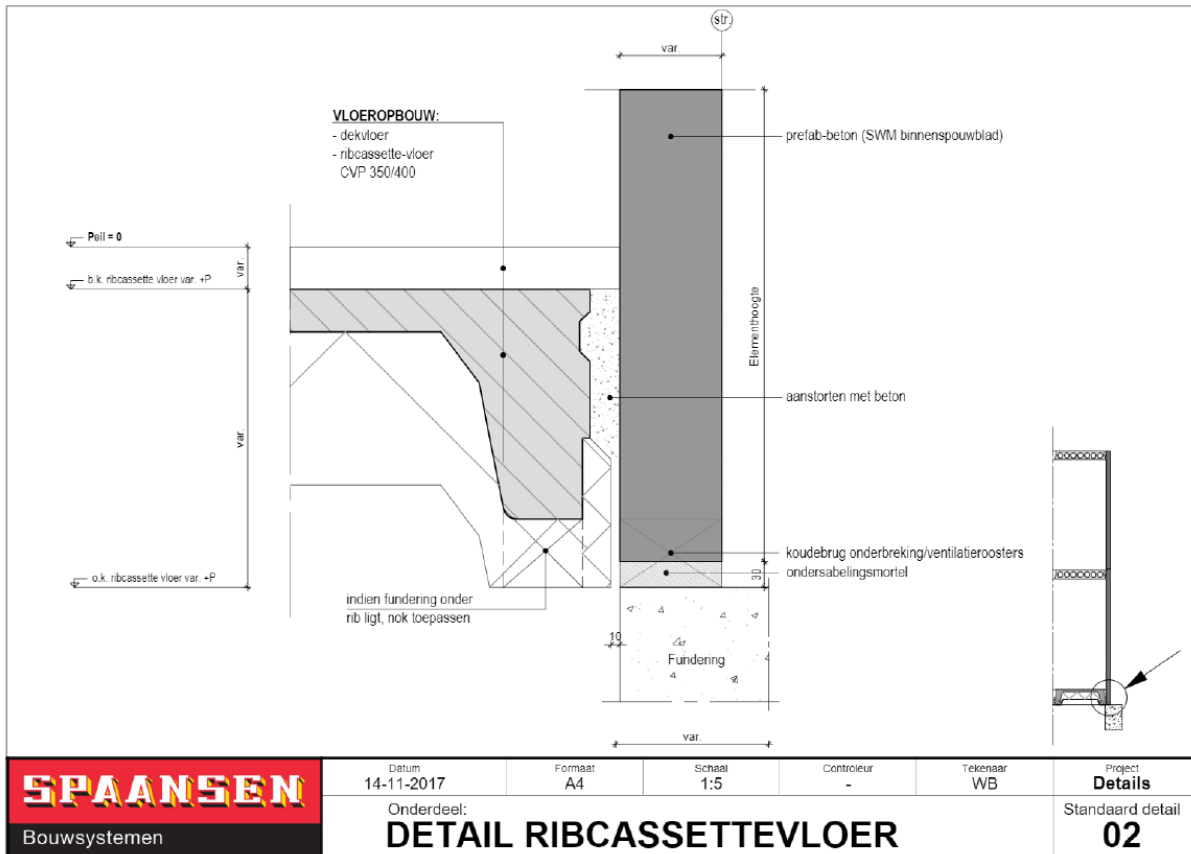 str.
var.
VLOEROPBOUW:
- dekvloer
- ribcassette-vloer
CVP 350/400
prefab-beton (SWM binnenspouwblad)
Peil = 0
var.
b.k. ribcassette vloer var. +P
Elementhoogte
aanstorten met beton
var.
koudebrug onderbreking/ventilatieroosters
ondersabelingsmortel
30
o.k. ribcassette vloer var. +P
indien fundering onder
rib ligt, nok toepassen
10
Fundering
var.
SPAANSEN
Bouwsystemen
Datum
14-11-2017
Formaat
A4
Schaal
1:5
Controleur
-
Tekenaar
WB
Project
Details
Onderdeel:
DETAIL RIBCASSETTEVLOER
Standaard detail
02